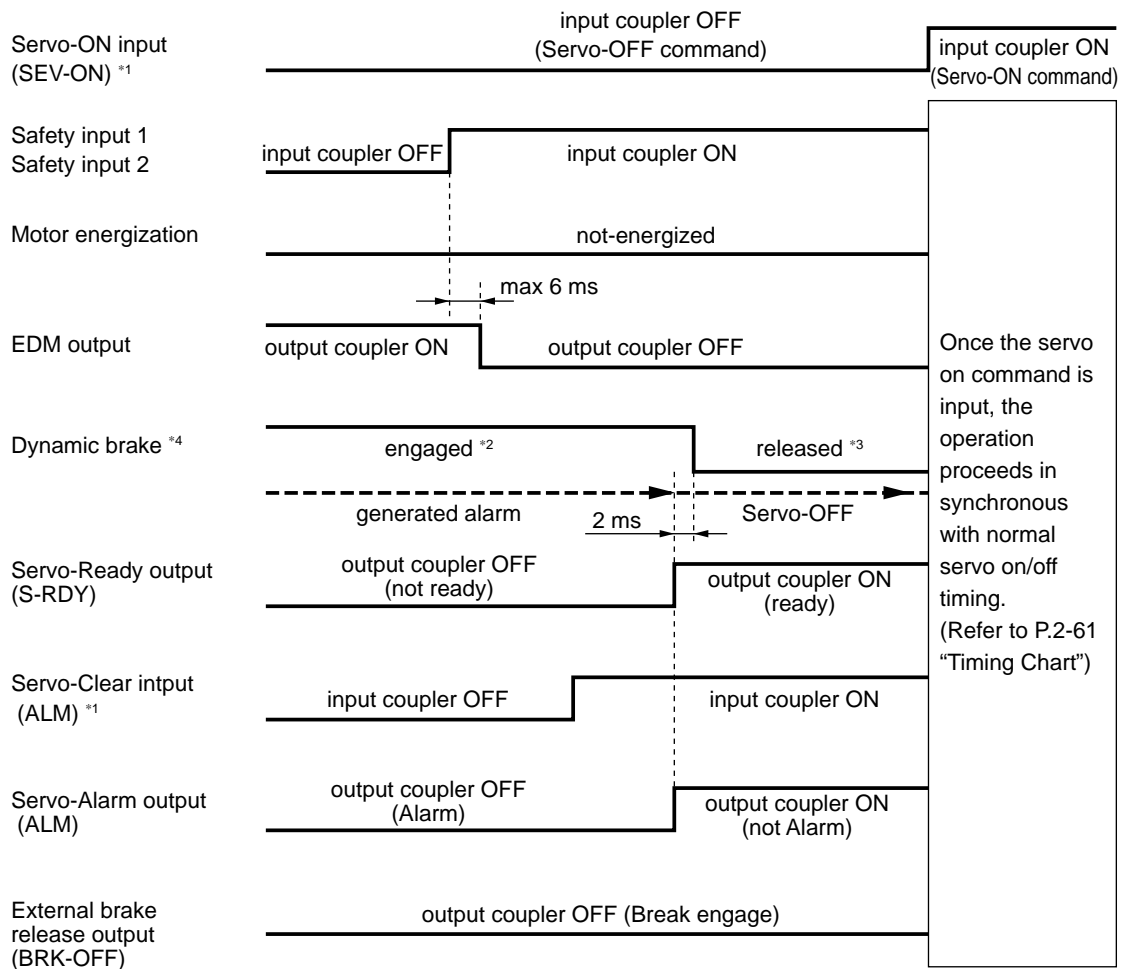 Servo-ON input
(SEV-ON) *1
input coupler OFF
(Servo-OFF command)
input coupler ON
(Servo-ON command)
Safety input 1
Safety input 2
input coupler OFF
input coupler ON
Motor energization
not-energized
max 6 ms
EDM output
output coupler ON
output coupler OFF
Dynamic brake *4
engaged *2
released *3
generated alarm
2 ms
Servo-OFF
Servo-Ready output
(S-RDY)
output coupler OFF
(not ready)
output coupler ON
(ready)
Servo-Clear intput
(ALM) *1
input coupler OFF
input coupler ON
Servo-Alarm output
(ALM)
output coupler OFF
(Alarm)
output coupler ON
(not Alarm)
External brake
release output
(BRK-OFF)
output coupler OFF (Break engage)
Once the servo
on command is
input, the
operation
proceeds in
synchronous
with normal
servo on/off
timing.
(Refer to P.2-61
“Timing Chart”)